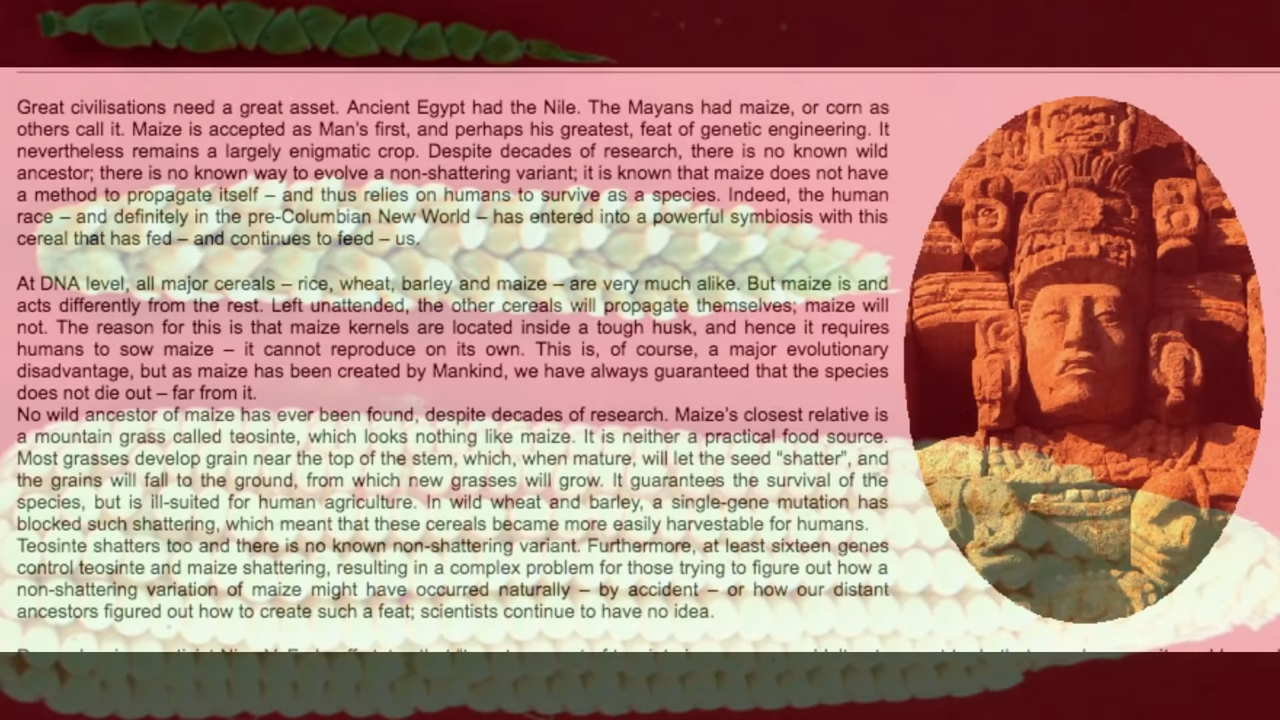 Great civilisations need a great asset. Ancient Egypt had the Nile. The Mayans had maize, or corn as
others call it. Maize is accepted as Man's first, and perhaps his greatest, feat of genetic engineering. It
nevertheless remains a largely enigmatic crop. Despite decades of research, there is no known wild
ancestor; there is no known way to evolve a non-shattering variant; it is known that maize does not have
a method to propagate itself – and thus relies on humans to survive as a species. Indeed, the human
race – and definitely in the pre-Columbian New World – has entered into a powerful symbiosis with this
cereal that has fed – and continues to feed – us.
At DNA level, all major cereals – rice, wheat, barley and maize – are very much alike. But maize is and
acts differently from the rest. Left unattended, the other cereals will propagate themselves; maize will
not. The reason for this is that maize kernels are located inside a tough husk, and hence it requires
humans to sow maize – it cannot reproduce on its own. This is, of course, a major evolutionary
disadvantage, but as maize has been created by Mankind, we have always guaranteed that the species
does not die out – far from it.
No wild ancestor of maize has ever been found, despite decades of research. Maize's closest relative is
a mountain grass called teosinte, which looks nothing like maize. It is neither a practical food source.
Most grasses develop grain near the top of the stem, which, when mature, will let the seed "shatter", and
the grains will fall to the ground, from which new grasses will grow. It guarantees the survival of the
species, but is ill-suited for human agriculture. In wild wheat and barley, a single-gene mutation has
blocked such shattering, which meant that these cereals became more easily harvestable for humans.
Teosinte shatters too and there is no known non-shattering variant. Furthermore, at least sixteen genes
control teosinte and maize shattering, resulting in a complex problem for those trying to figure out how a
non-shattering variation of maize might have occurred naturally – by accident – or how our distant
ancestors figured out how to create such a feat; scientists continue to have no idea.